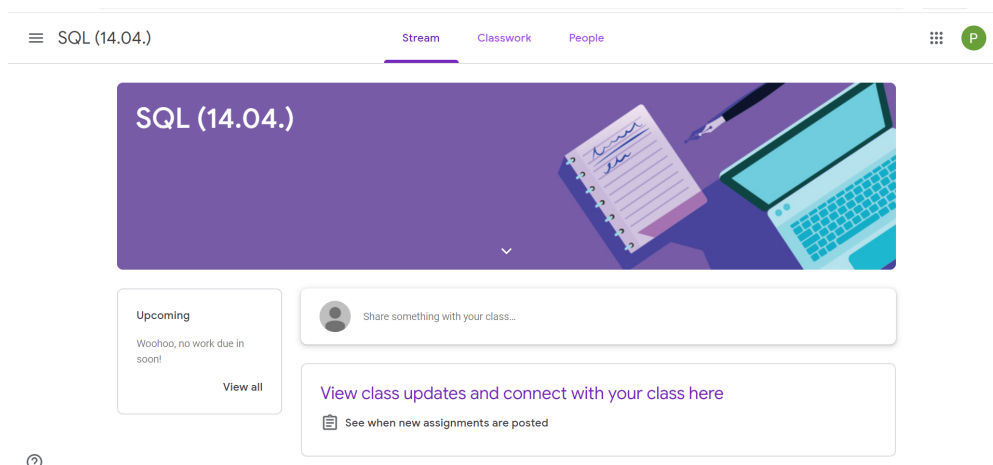 SQL (14.04.)
Stream
Classwork
People
P
SQL (14.04.)
Upcoming
Woohoo, no work due in
soon!
View all
Share something with your class...
View class updates and connect with your class here
See when new assignments are posted